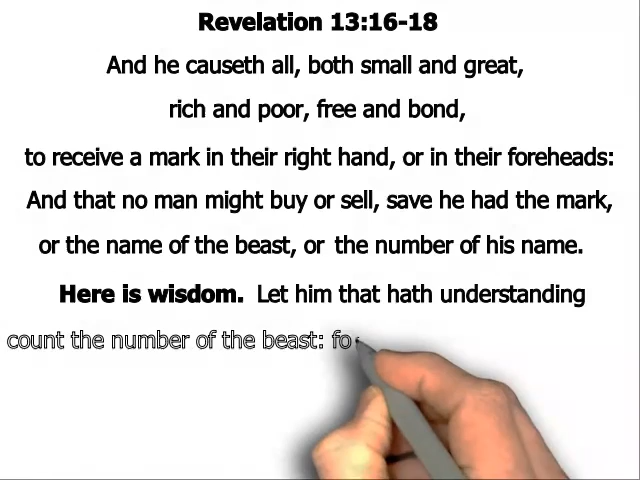 Revelation 13:16-18
And he causeth all, both small and great,
rich and poor, free and bond,
to receive a mark in their right hand, or in their foreheads:
And that no man might buy or sell, save he had the mark,
or the name of the beast, or the number of his name.
Here is wisdom. Let him that hath understanding
count the number of the beast: fo